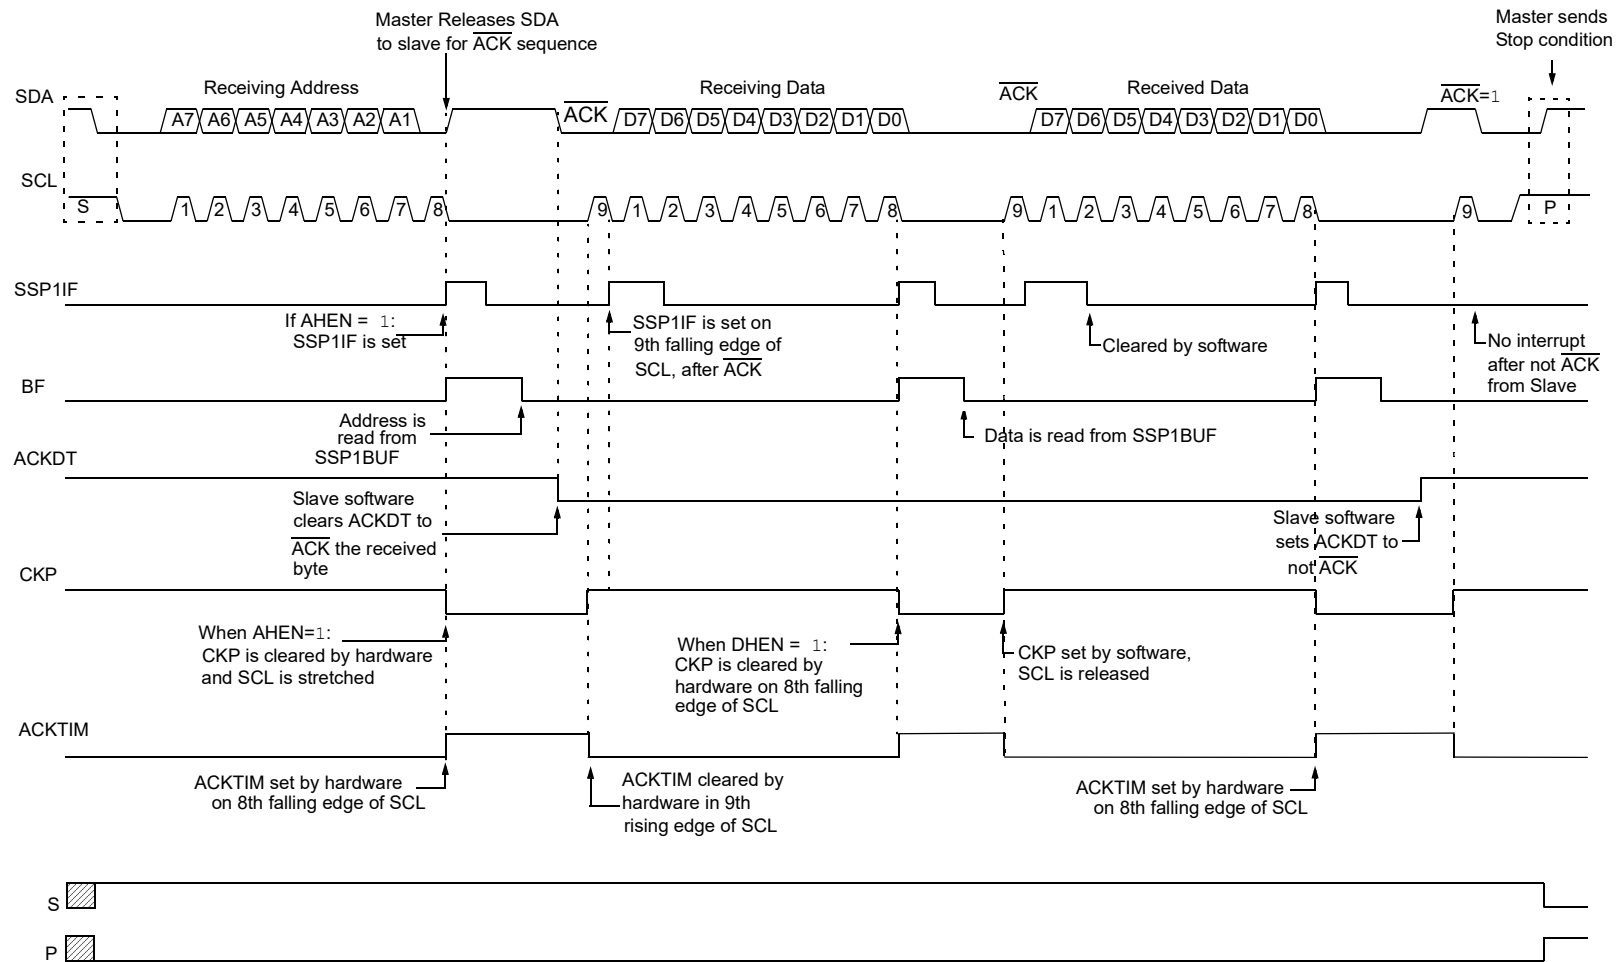 Master Releases SDA
to slave for ACK sequence
Master sends
Stop condition
SDA
Receiving Address
A7 A6 A5 A4 A3 A2 A1
ACK
Receiving Data
D7 D6 D5 D4 D3 D2 D1 D0
ACK
Received Data
D7 D6 D5 D4 D3 D2 D1 D0
ACK=1
SCL
S
1 2 3 4 5 6 7 8
9 1 2 3 4 5 6 7 8
9 1 2 3 4 5 6 7 8
9
P
SSP1IF
If AHEN = 1:
SSP1IF is set
SSP1IF is set on
9th falling edge of
SCL, after ACK
Cleared by software
No interrupt
after not ACK
from Slave
BF
Address is
read from
SSP1BUF
Data is read from SSP1BUF
ACKDT
Slave software
clears ACKDT to
ACK the received
byte
Slave software
sets ACKDT to
not ACK
CKP
When AHEN=1:
CKP is cleared by hardware
and SCL is stretched
When DHEN = 1:
CKP is cleared by
hardware on 8th falling
edge of SCL
CKP set by software,
SCL is released
ACKTIM
ACKTIM set by hardware
on 8th falling edge of SCL
ACKTIM cleared by
hardware in 9th
rising edge of SCL
ACKTIM set by hardware
on 8th falling edge of SCL
S
P